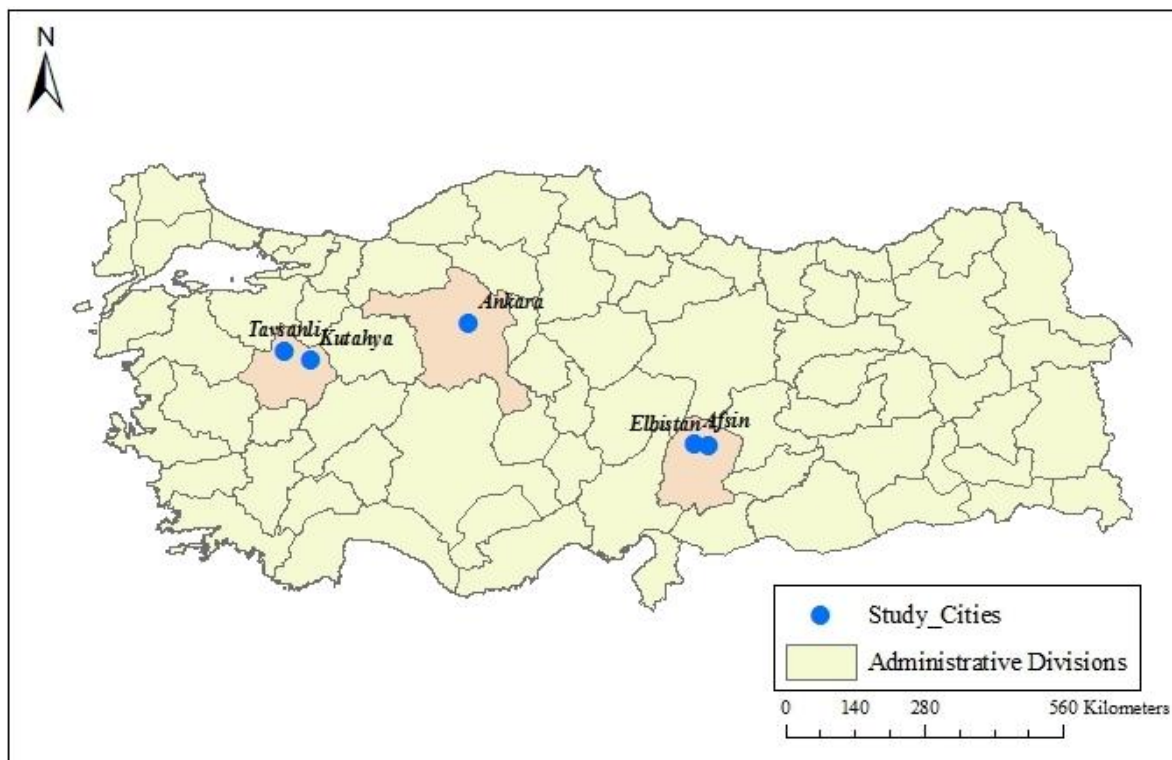 N
Ankara
Tavsanli
Kutahya
Elbistan
Afsin
Study_Cities
Administrative Divisions
0 140 280 560 Kilometers